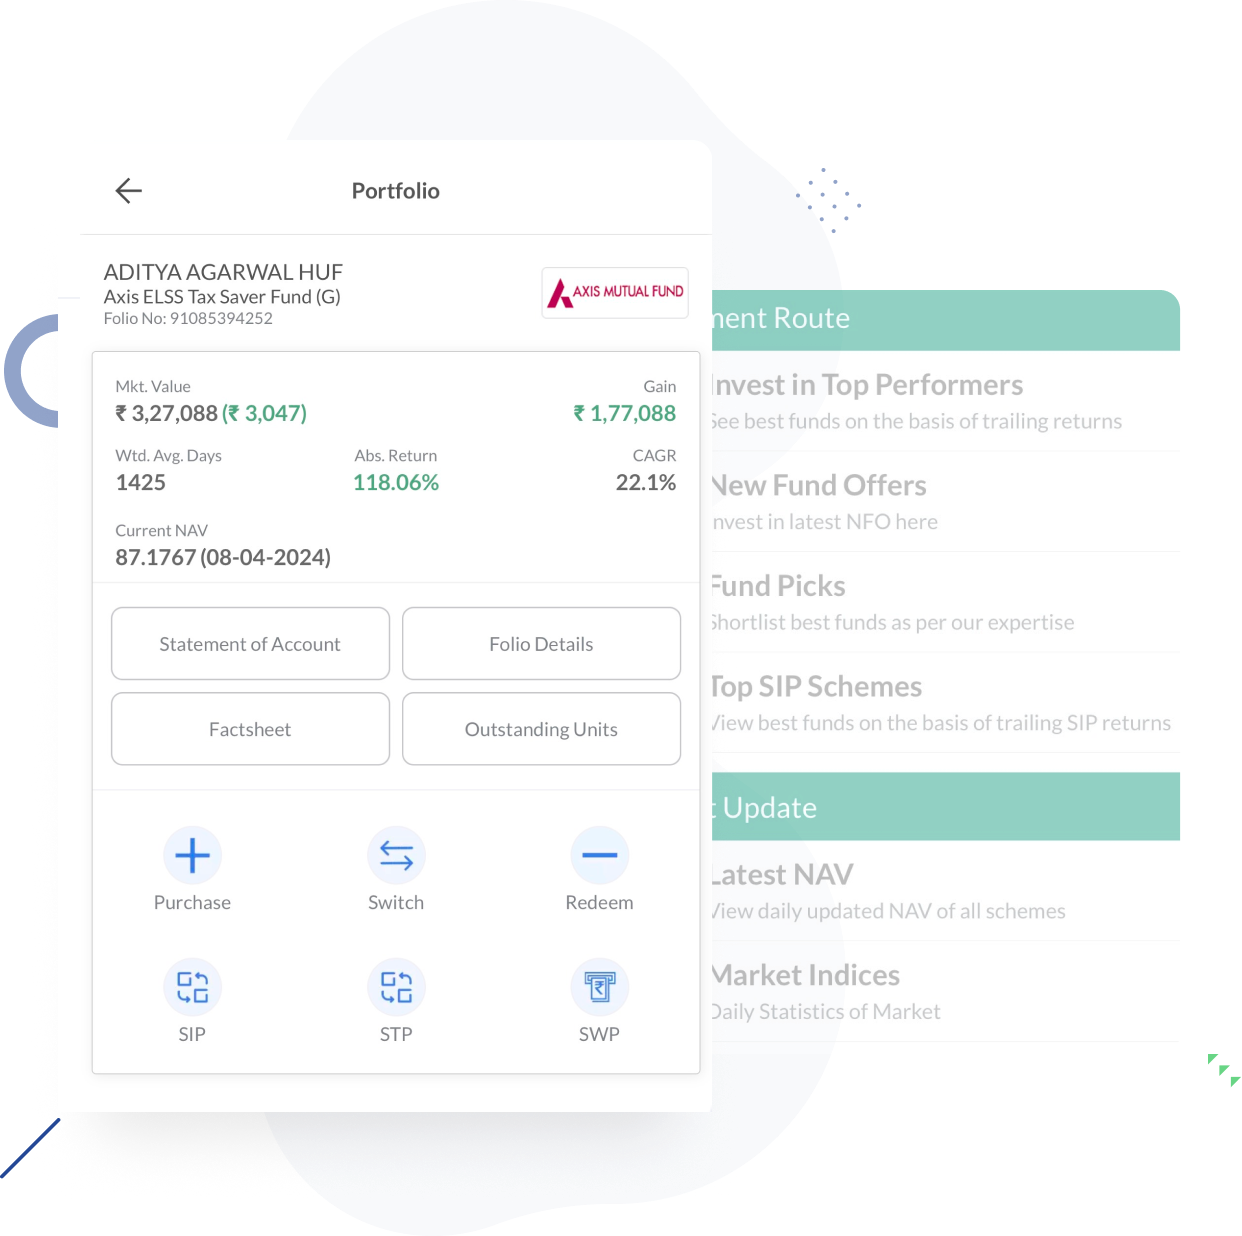 Portfolio
ADITYA AGARWAL HUF
Axis ELSS Tax Saver Fund (G)
Folio No: 91085394252
AXIS MUTUAL FUND
Mkt. Value
Gain
₹ 3,27,088 (₹ 3,047)
₹ 1,77,088
Wtd. Avg. Days
Abs. Return
CAGR
1425
118.06%
22.1%
Current NAV
87.1767 (08-04-2024)
Statement of Account
Folio Details
Factsheet
Outstanding Units
Purchase
Switch
Redeem
SIP
STP
SWP
ment Route
Invest in Top Performers
See best funds on the basis of trailing returns
New Fund Offers
nvest in latest NFO here
Fund Picks
Shortlist best funds as per our expertise
Top SIP Schemes
View best funds on the basis of trailing SIP returns
t Update
Latest NAV
View daily updated NAV of all schemes
Market Indices
Daily Statistics of Market